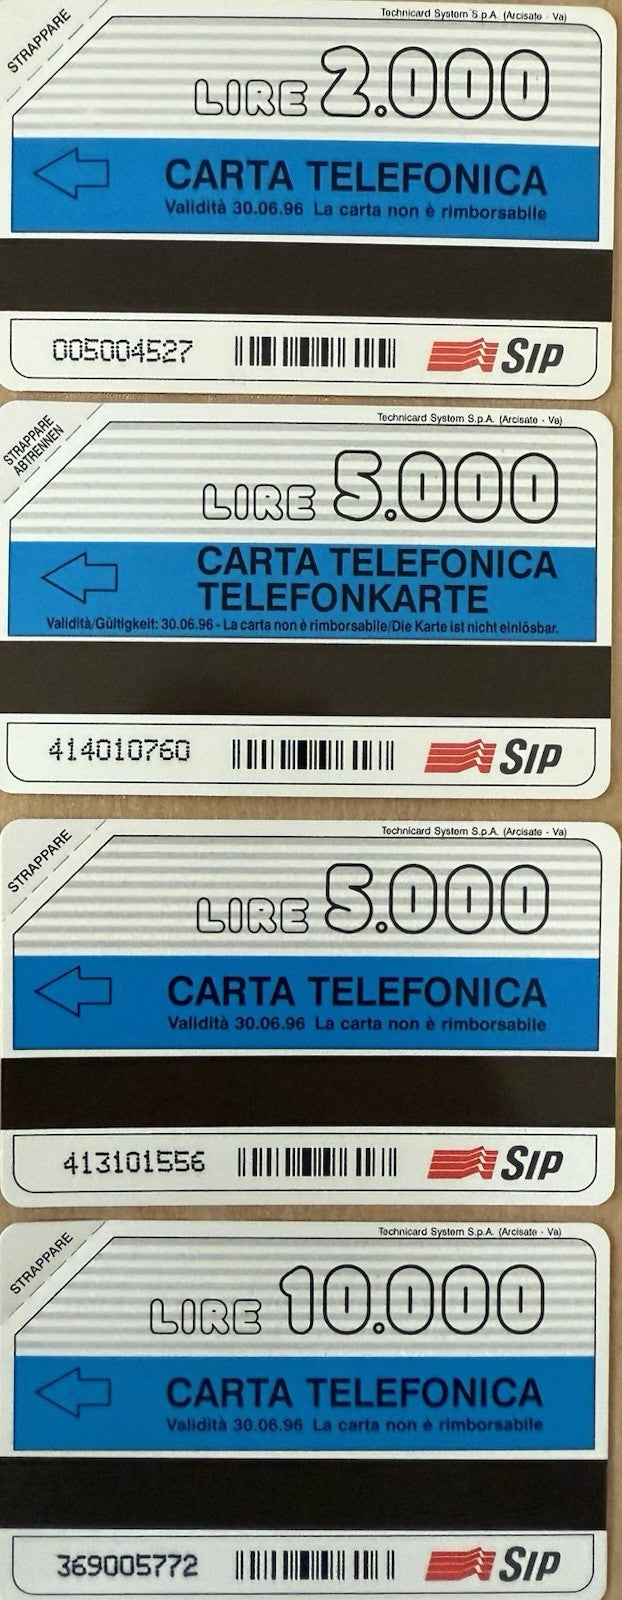 Technicard System S.p.A. (Arcisate - Va)
STRAPPARE
LIRE 2.000
CARTA TELEFONICA
Validità 30.06.96 La carta non è rimborsabile
005004527
SIP
Technicard System S.p.A. (Arcisate - Va)
STRAPPARE
ABTRENNEN
LIRE 5.000
CARTA TELEFONICA
TELEFONKARTE
Validità/Gültigkeit: 30.06.96 - La carta non è rimborsabile/Die Karte ist nicht einlösbar.
414010760
SIP
Technicard System S.p.A. (Arcisate - Va)
STRAPPARE
LIRE 5.000
CARTA TELEFONICA
Validità 30.06.96 La carta non è rimborsabile
413101556
SIP
Technicard System S.p.A. (Arcisate - Va)
STRAPPARE
LIRE 10.000
CARTA TELEFONICA
Validità 30.06.96 La carta non è rimborsabile
369005772
SIP